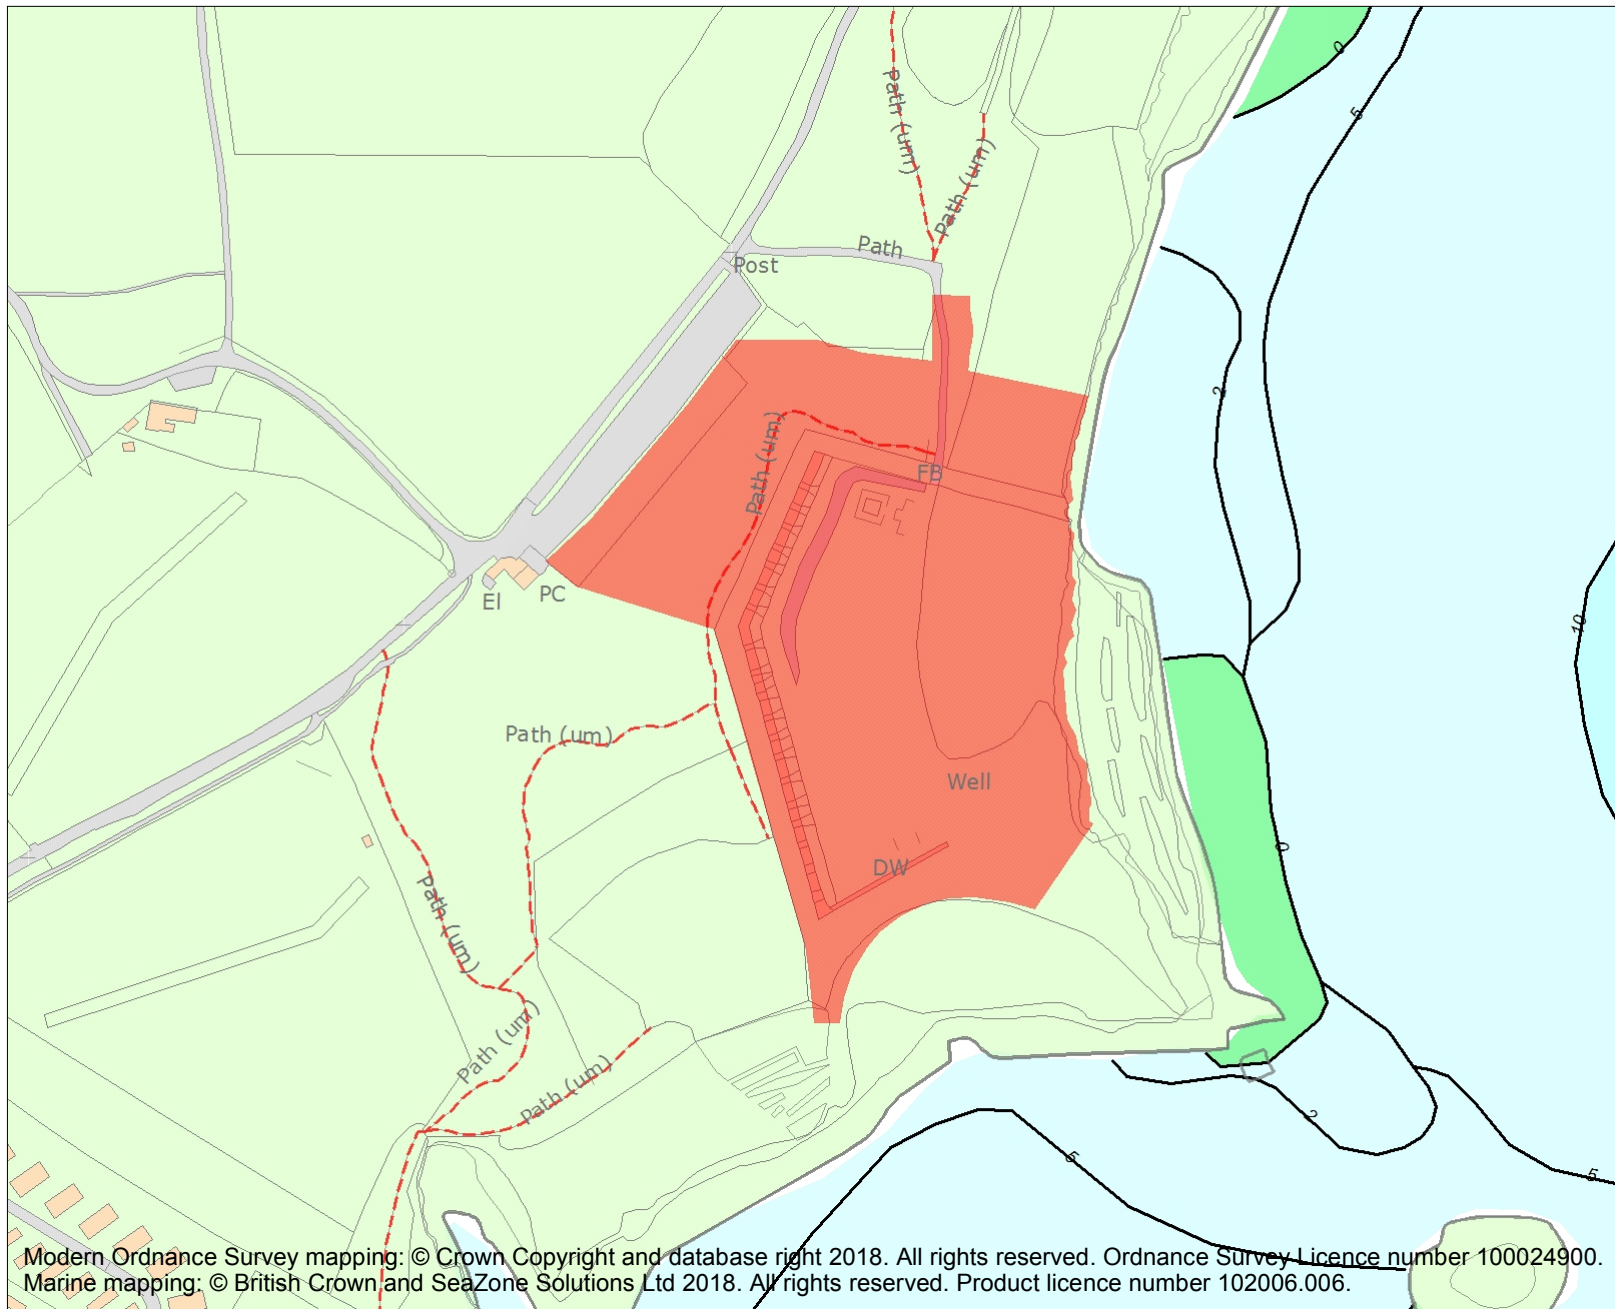 0
5
Path (um)
Path (um)
Path
Post
2
Path (um)
FB
El
PC
10
Path (um)
Well
DW
0
Path (um)
Path (um)
Path (um)
2
5
5
Modern Ordnance Survey mapping: © Crown Copyright and database right 2018. All rights reserved. Ordnance Survey Licence number 100024900.
Marine mapping: © British Crown and SeaZone Solutions Ltd 2018. All rights reserved. Product licence number 102006.006.